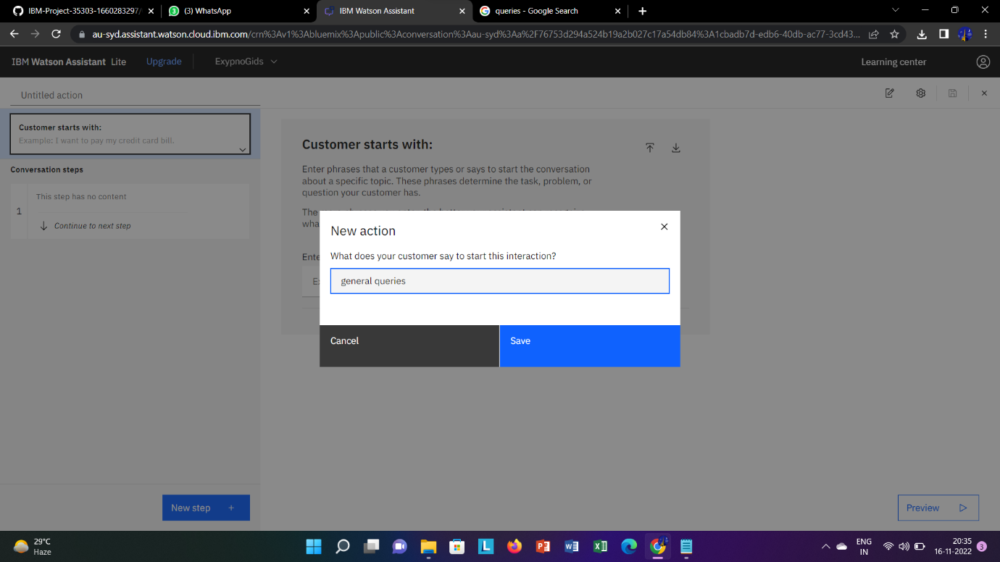 IBM-Project-35303-1660283297/
(3) WhatsApp
IBM Watson Assistant
queries - Google Search
au-syd.assistant.watson.cloud.ibm.com/crn%3Av1%3Abluemix%3Apublic%3Aconversation%3Aau-syd%3Aa%2F76753d294a524b19a2b027c17a54db84%3A1cbadb7d-edb6-40db-ac77-3cd43...
IBM Watson Assistant Lite
Upgrade
ExypnoGids
Learning center
Untitled action
Customer starts with:
Example: I want to pay my credit card bill.
Conversation steps
1
This step has no content
Continue to next step
Customer starts with:
Enter phrases that a customer types or says to start the conversation
about a specific topic. These phrases determine the task, problem, or
question your customer has.
The
wha
Ente
New action
What does your customer say to start this interaction?
general queries
Cancel
Save
New step +
Preview
29°C
Haze
ENG
IN
20:35
16-11-2022
3